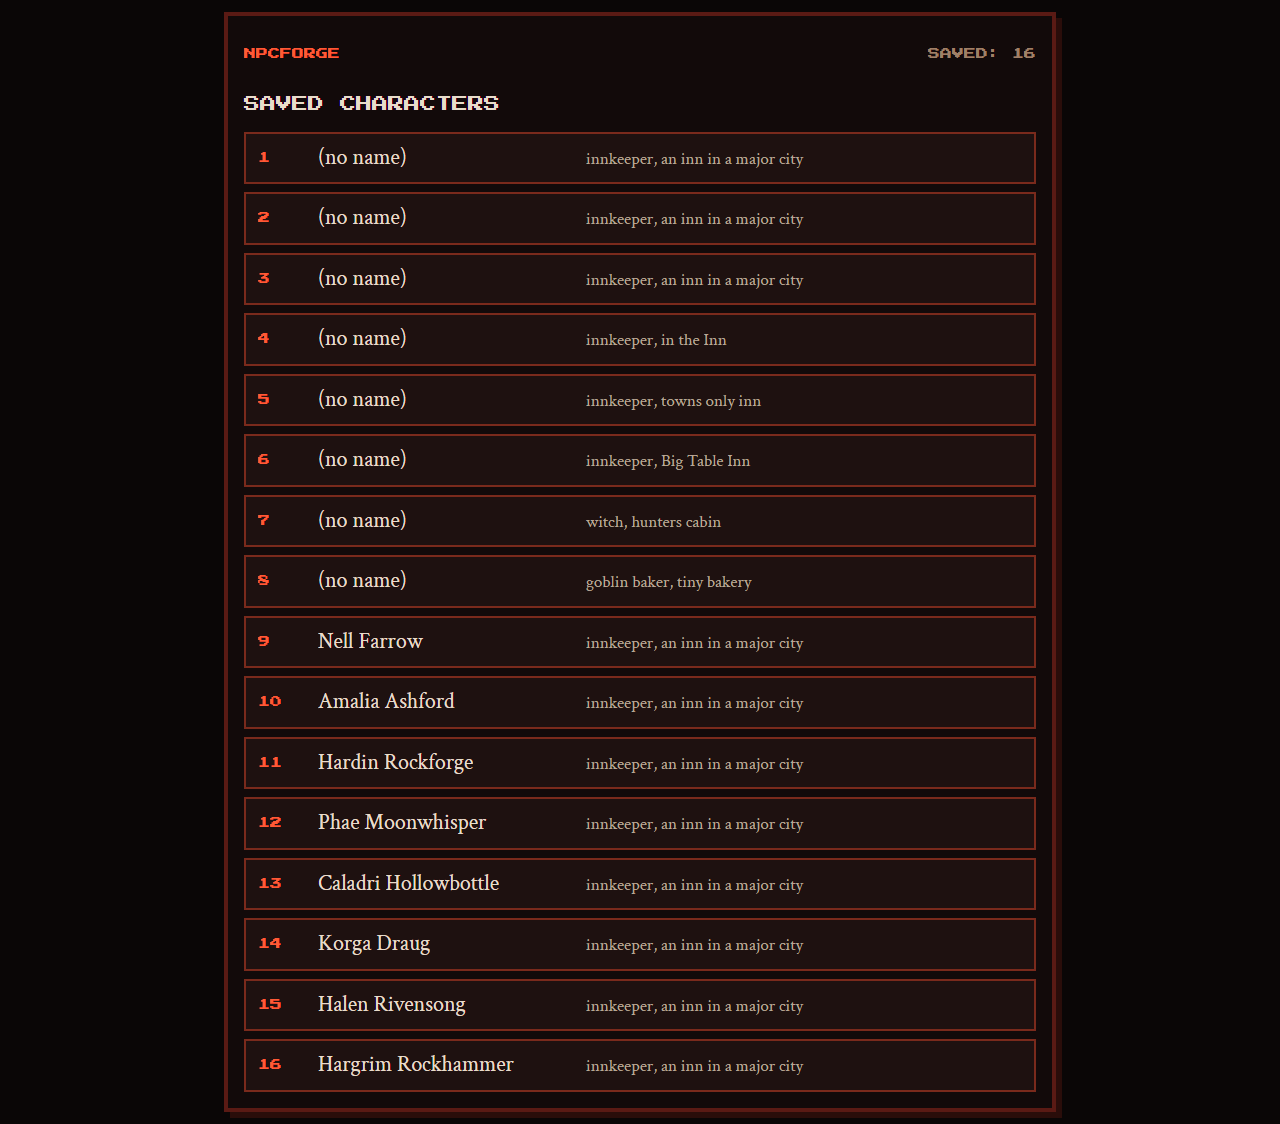 NPCFORGE SAVED: 16
SAVED CHARACTERS
1 (no name) innkeeper, an inn in a major city
2 (no name) innkeeper, an inn in a major city
3 (no name) innkeeper, an inn in a major city
4 (no name) innkeeper, in the Inn
5 (no name) innkeeper, towns only inn
6 (no name) innkeeper, Big Table Inn
7 (no name) witch, hunters cabin
8 (no name) goblin baker, tiny bakery
9 Nell Farrow innkeeper, an inn in a major city
10 Amalia Ashford innkeeper, an inn in a major city
11 Hardin Rockforge innkeeper, an inn in a major city
12 Phae Moonwhisper innkeeper, an inn in a major city
13 Caladri Hollowbottle innkeeper, an inn in a major city
14 Korga Draug innkeeper, an inn in a major city
15 Halen Rivensong innkeeper, an inn in a major city
16 Hargrim Rockhammer innkeeper, an inn in a major city